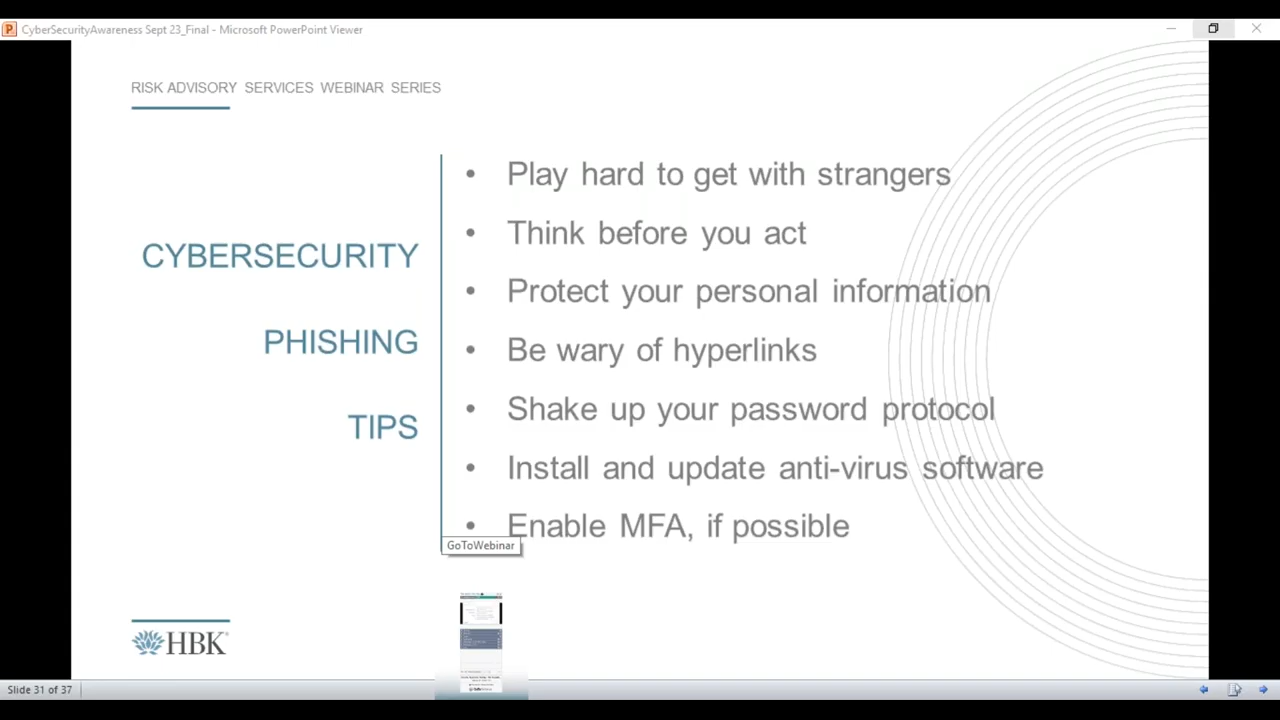 CyberSecurityAwareness Sept 23_Final - Microsoft PowerPoint Viewer
RISK ADVISORY SERVICES WEBINAR SERIES
CYBERSECURITY
PHISHING
TIPS
• Play hard to get with strangers
• Think before you act
• Protect your personal information
• Be wary of hyperlinks
• Shake up your password protocol
• Install and update anti-virus software
• Enable MFA, if possible
GoToWebinar
HBK®
Slide 31 of 37